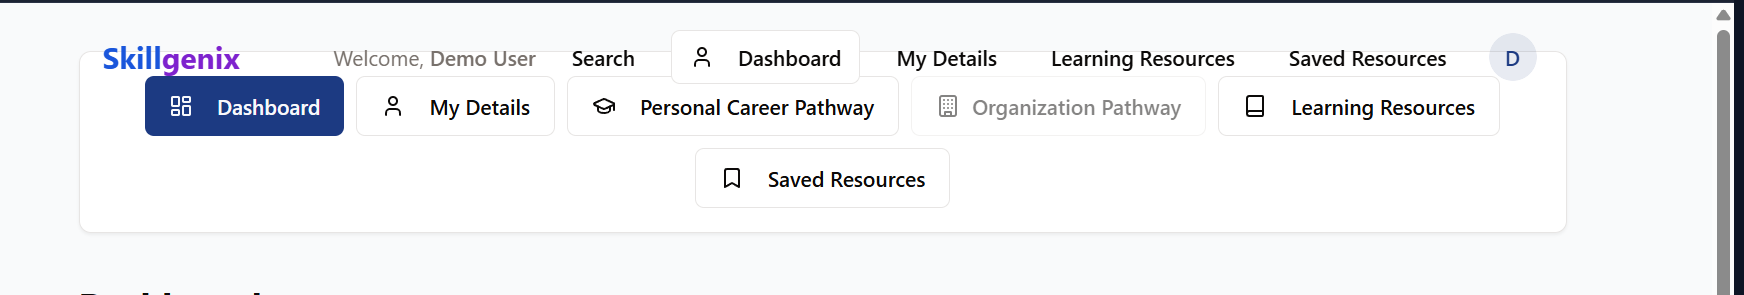 Skillgenix Welcome, Demo User Search Dashboard My Details Learning Resources Saved Resources D
Dashboard My Details Personal Career Pathway Organization Pathway Learning Resources
Saved Resources